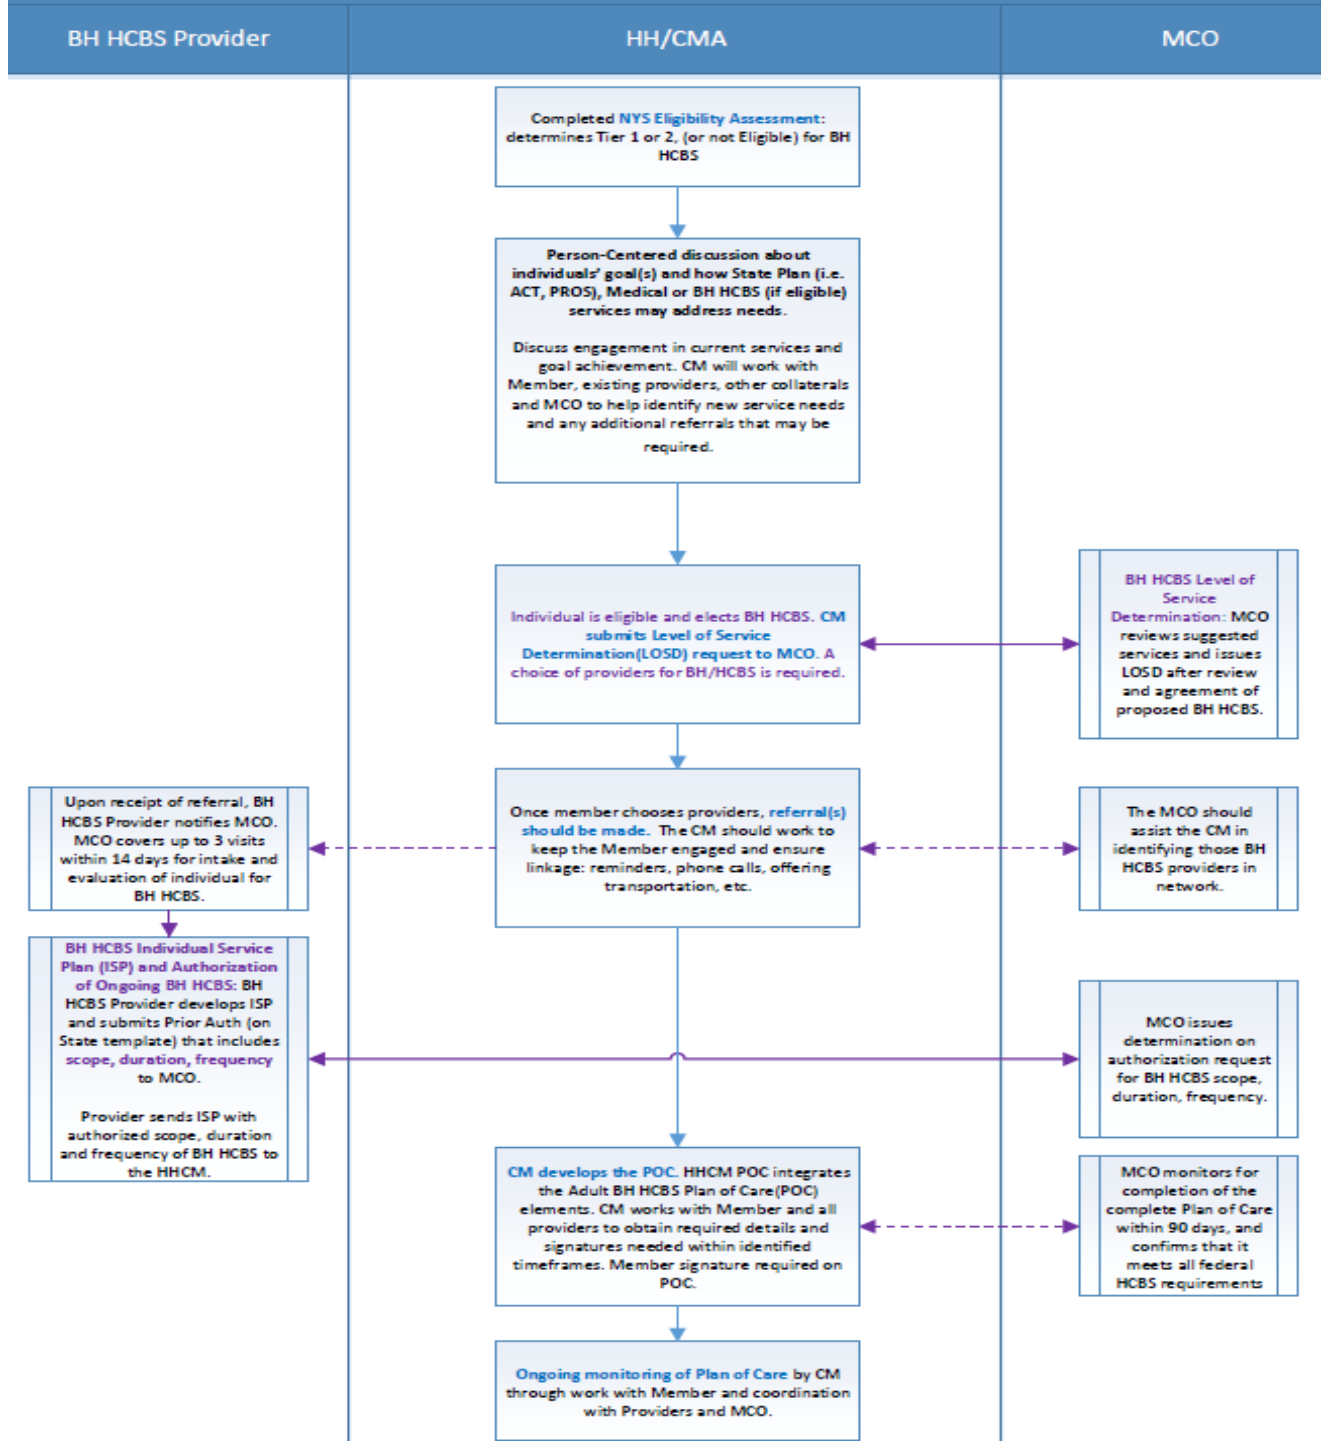 BH HCBS Provider
HH/CMA
MCO
Completed NYS Eligibility Assessment:
determines Tier 1 or 2, (or not Eligible) for BH
HCBS
Person-Centered discussion about
individuals' goal(s) and how State Plan (i.e.
ACT, PROS), Medical or BH HCBS (if eligible)
services may address needs.
Discuss engagement in current services and
goal achievement. CM will work with
Member, existing providers, other collaterals
and MCO to help identify new service needs
and any additional referrals that may be
required.
Individual is eligible and elects BH HCBS. CM
submits Level of Service
Determination(LOSD) request to MCO. A
choice of providers for BH/HCBS is required.
BH HCBS Level of
Service
Determination: MCO
reviews suggested
services and issues
LOSD after review
and agreement of
proposed BH HCBS.
Upon receipt of referral, BH
HCBS Provider notifies MCO.
MCO covers up to 3 visits
within 14 days for intake and
evaluation of individual for
BH HCBS.
Once member chooses providers, referral(s)
should be made. The CM should work to
keep the Member engaged and ensure
linkage: reminders, phone calls, offering
transportation, etc.
The MCO should
assist the CM in
identifying those BH
HCBS providers in
network.
BH HCBS Individual Service
Plan (ISP) and Authorization
of Ongoing BH HCBS: BH
HCBS Provider develops ISP
and submits Prior Auth (on
State template) that includes
scope, duration, frequency
to MCO.
Provider sends ISP with
authorized scope, duration
and frequency of BH HCBS to
the HHCM.
MCO issues
determination on
authorization request
for BH HCBS scope,
duration, frequency.
CM develops the POC. HHCM POC integrates
the Adult BH HCBS Plan of Care(POC)
elements. CM works with Member and all
providers to obtain required details and
signatures needed within identified
timeframes. Member signature required on
POC.
MCO monitors for
completion of the
complete Plan of Care
within 90 days, and
confirms that it
meets all federal
HCBS requirements
Ongoing monitoring of Plan of Care by CM
through work with Member and coordination
with Providers and MCO.